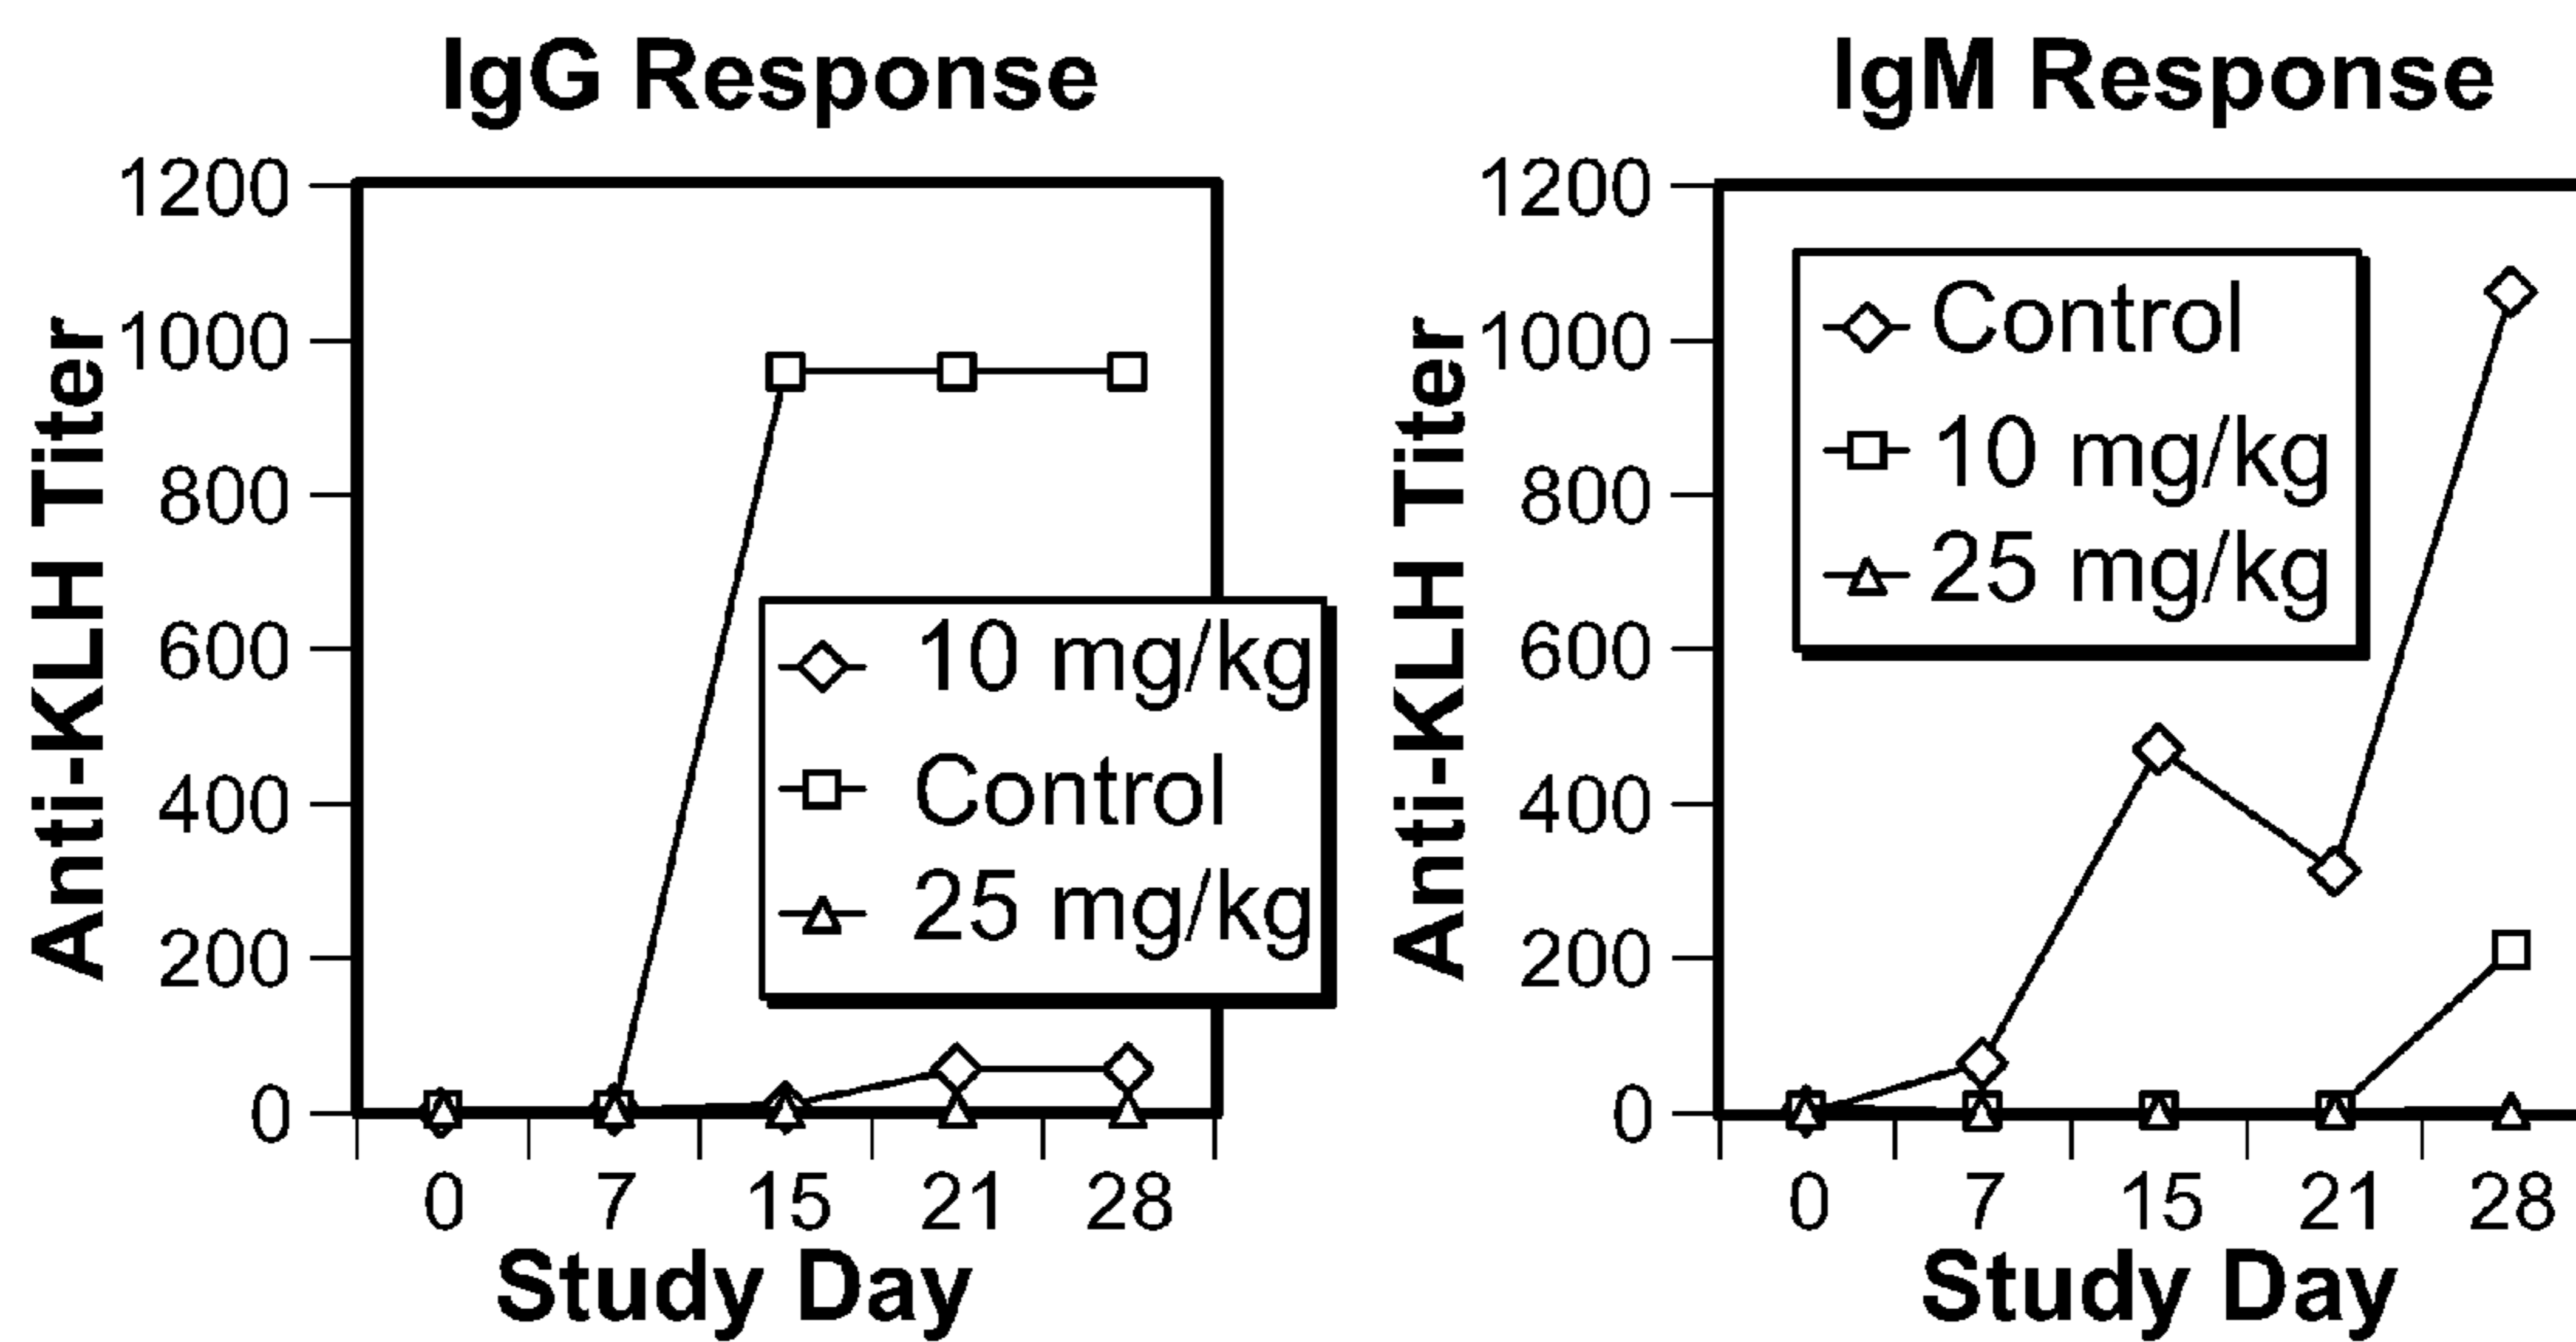 IgG Response
Anti-KLH Titer
1200
1000
800
600
400
200
0
10 mg/kg
Control
25 mg/kg
0 7 15 21 28
Study Day
IgM Response
Anti-KLH Titer
1200
1000
800
600
400
200
0
Control
10 mg/kg
25 mg/kg
0 7 15 21 28
Study Day